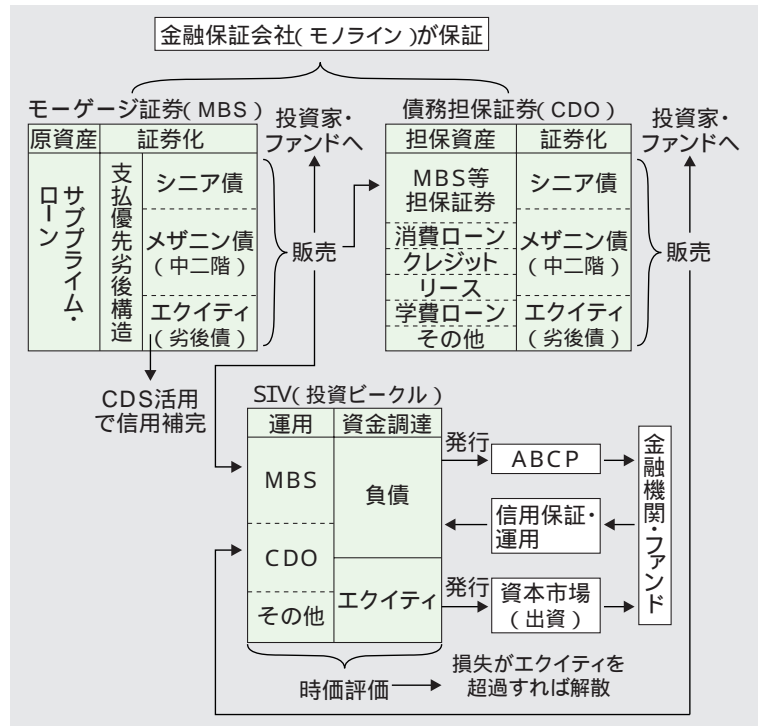 金融保証会社(モノライン)が保証
モーゲージ証券(MBS)
投資家・
ファンドへ
原資産
証券化
サブプライム・
ローン
支払優先劣後構造
シニア債
メザニン債
(中二階)
エクイティ
(劣後債)
販売
CDS活用
で信用補完
債務担保証券(CDO)
投資家・
ファンドへ
担保資産
証券化
MBS等
担保証券
消費ローン
クレジット
リース
学費ローン
その他
シニア債
メザニン債
(中二階)
エクイティ
(劣後債)
販売
SIV(投資ビークル)
運用
資金調達
MBS
CDO
その他
負債
エクイティ
発行
ABCP
信用保証・
運用
発行
資本市場
(出資)
金融機関・ファンド
時価評価
損失がエクイティを
超過すれば解散